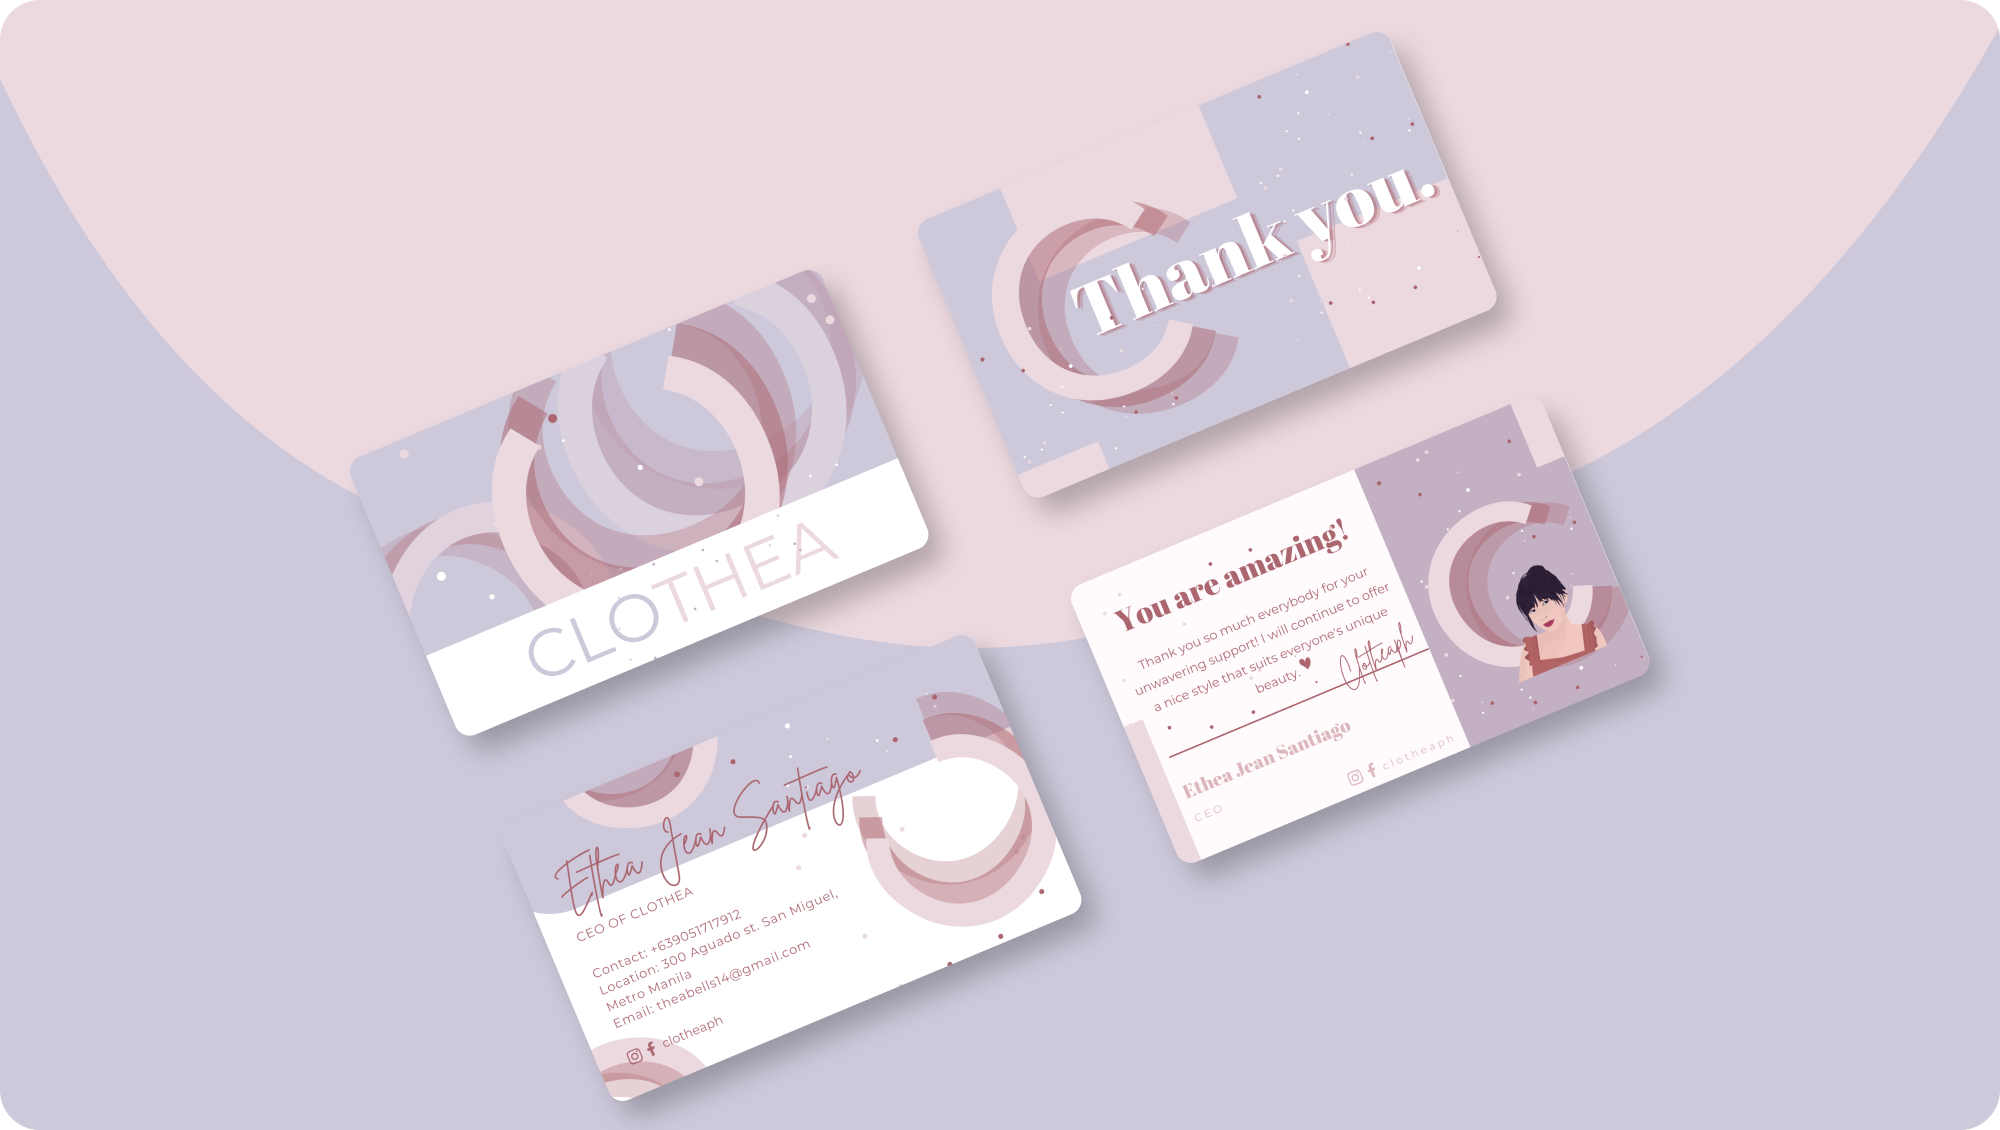 CLOTHEA
Thank you.
Ethea Jean Santiago
CEO OF CLOTHEA
Contact: +639051717912
Location: 300 Aguado st. San Miguel,
Metro Manila
Email: theabells14@gmail.com
clotheaph
You are amazing!
Thank you so much everybody for your
unwavering support! I will continue to offer
a nice style that suits everyone's unique
beauty.
Clotheaph
Ethea Jean Santiago
CEO
clotheaph